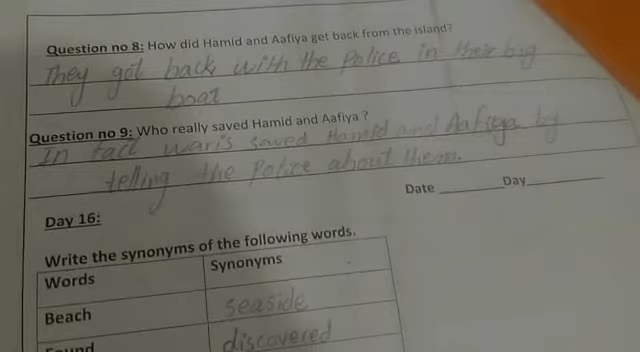 Question no 8: How did Hamid and Aafiya get back from the island?
They got back with the Police in their big
boat
Question no 9: Who really saved Hamid and Aafiya ?
In fact waris saved Hamid and Aafiya by
telling the Police about them.
Date ________ Day________
Day 16:
Write the synonyms of the following words.
Words Synonyms
Beach seaside
Found discovered